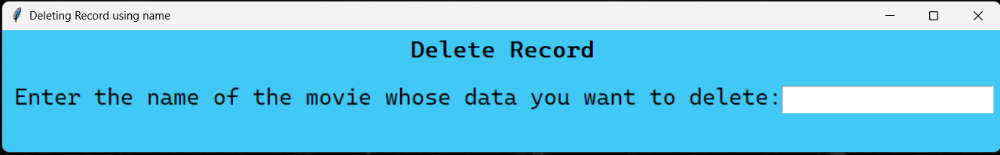 Deleting Record using name
Delete Record
Enter the name of the movie whose data you want to delete: